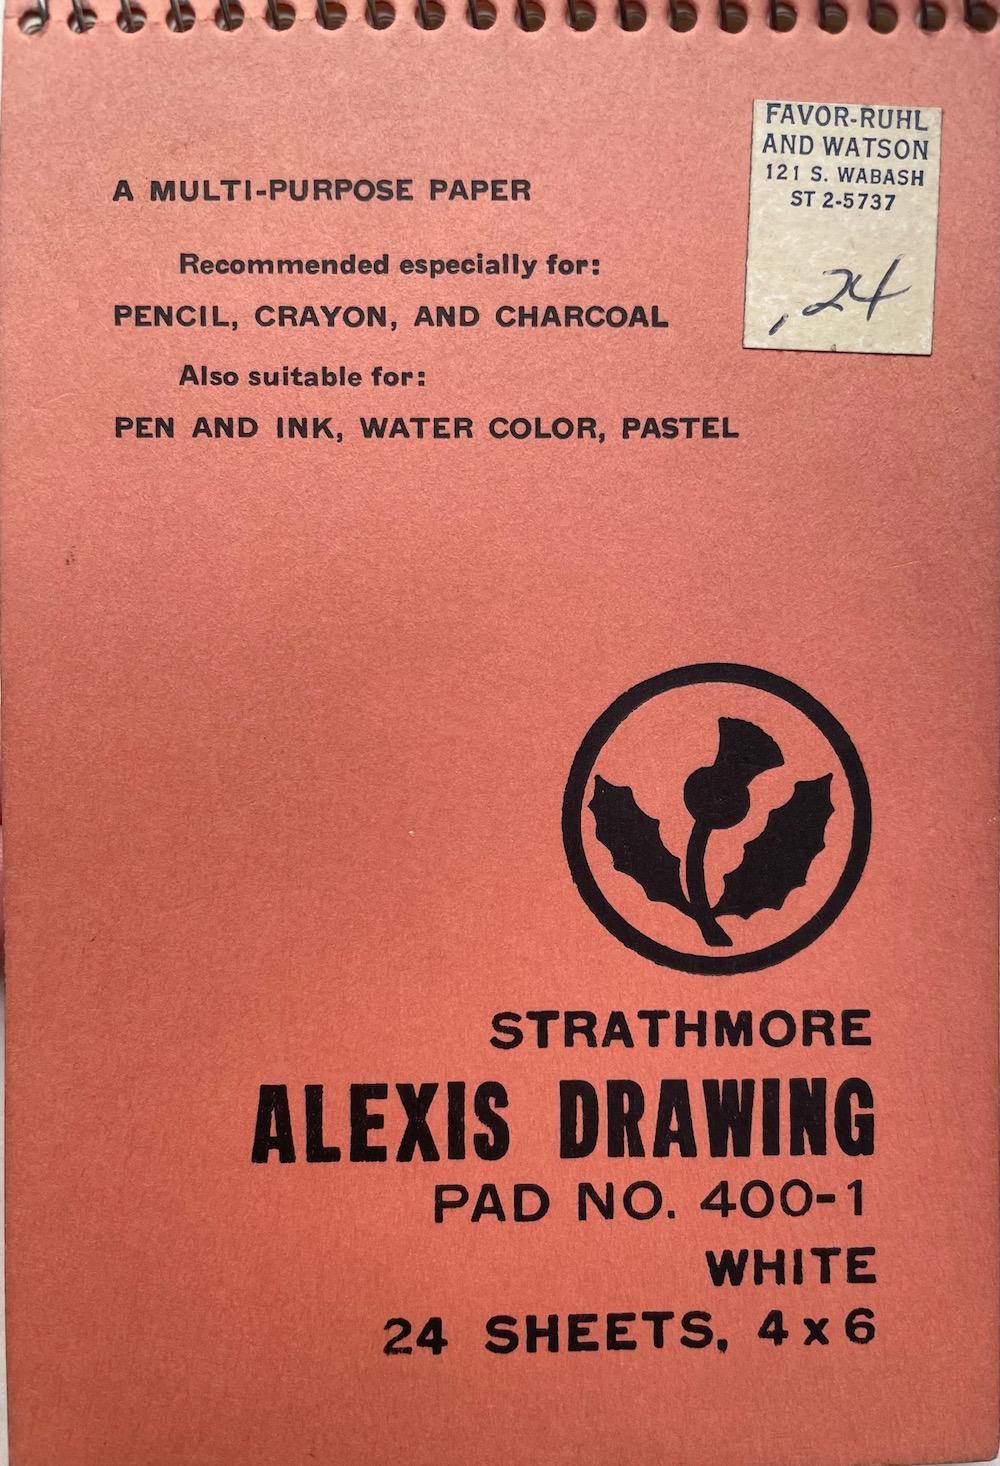 FAVOR-RUHL
AND WATSON
121 S. WABASH
ST 2-5737
.24
A MULTI-PURPOSE PAPER
Recommended especially for:
PENCIL, CRAYON, AND CHARCOAL
Also suitable for:
PEN AND INK, WATER COLOR, PASTEL
STRATHMORE
ALEXIS DRAWING
PAD NO. 400-1
WHITE
24 SHEETS, 4 x 6